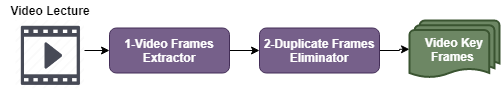 Video Lecture
1-Video Frames
Extractor
2-Duplicate Frames
Eliminator
Video Key
Frames